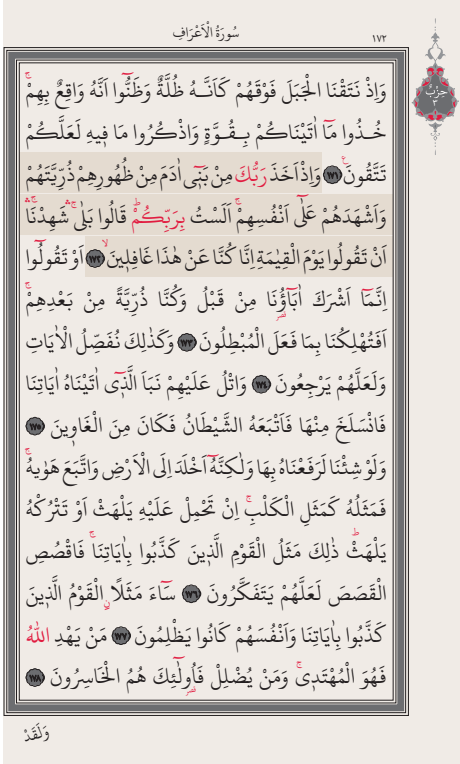 سُورَةُ الْاَعْرَافِ
١٧٢
حِزْبُ
٣
وَاِذْ نَتَقْنَا الْجَبَلَ فَوْقَهُمْ كَاَنَّهُ ظُلَّةٌ وَظَنُّٓوا اَنَّهُ وَاقِعٌ بِهِمْۚ
خُذُوا مَٓا اٰتَيْنَاكُمْ بِقُوَّةٍ وَاذْكُرُوا مَا ف۪يهِ لَعَلَّكُمْ
تَتَّقُونَ۟ ﴿١٧١﴾ وَاِذْ اَخَذَ رَبُّكَ مِنْ بَن۪ٓي اٰدَمَ مِنْ ظُهُورِهِمْ ذُرِّيَّتَهُمْ
وَاَشْهَدَهُمْ عَلٰٓى اَنْفُسِهِمْۚ اَلَسْتُ بِرَبِّكُمْۜ قَالُوا بَلٰىۚۛ شَهِدْنَاۚۛ
اَنْ تَقُولُوا يَوْمَ الْقِيٰمَةِ اِنَّا كُنَّا عَنْ هٰذَا غَافِل۪ينَۙ ﴿١٧٢﴾ اَوْ تَقُولُٓوا
اِنَّمَٓا اَشْرَكَ اٰبَٓاؤُ۬نَا مِنْ قَبْلُ وَكُنَّا ذُرِّيَّةً مِنْ بَعْدِهِمْۚ
اَفَتُهْلِكُنَا بِمَا فَعَلَ الْمُبْطِلُونَ ﴿١٧٣﴾ وَكَذٰلِكَ نُفَصِّلُ الْاٰيَاتِ
وَلَعَلَّهُمْ يَرْجِعُونَ ﴿١٧٤﴾ وَاتْلُ عَلَيْهِمْ نَبَاَ الَّذ۪ٓي اٰتَيْنَاهُ اٰيَاتِنَا
فَانْسَلَخَ مِنْهَا فَاَتْبَعَهُ الشَّيْطَانُ فَكَانَ مِنَ الْغَاو۪ينَ ﴿١٧٥﴾
وَلَوْ شِئْنَا لَرَفَعْنَاهُ بِهَا وَلٰكِنَّهُٓ اَخْلَدَ اِلَى الْاَرْضِ وَاتَّبَعَ هَوٰيهُۚ
فَمَثَلُهُ كَمَثَلِ الْكَلْبِۚ اِنْ تَحْمِلْ عَلَيْهِ يَلْهَثْ اَوْ تَتْرُكْهُ
يَلْهَثْۜ ذٰلِكَ مَثَلُ الْقَوْمِ الَّذ۪ينَ كَذَّبُوا بِاٰيَاتِنَاۚ فَاقْصُصِ
الْقَصَصَ لَعَلَّهُمْ يَتَفَكَّرُونَ ﴿١٧٦﴾ سَٓاءَ مَثَلًاۨ الْقَوْمُ الَّذ۪ينَ
كَذَّبُوا بِاٰيَاتِنَا وَاَنْفُسَهُمْ كَانُوا يَظْلِمُونَ ﴿١٧٧﴾ مَنْ يَهْدِ اللّٰهُ
فَهُوَ الْمُهْتَد۪يۚ وَمَنْ يُضْلِلْ فَاُو۬لٰٓئِكَ هُمُ الْخَاسِرُونَ ﴿١٧٨﴾
وَلَقَدْ